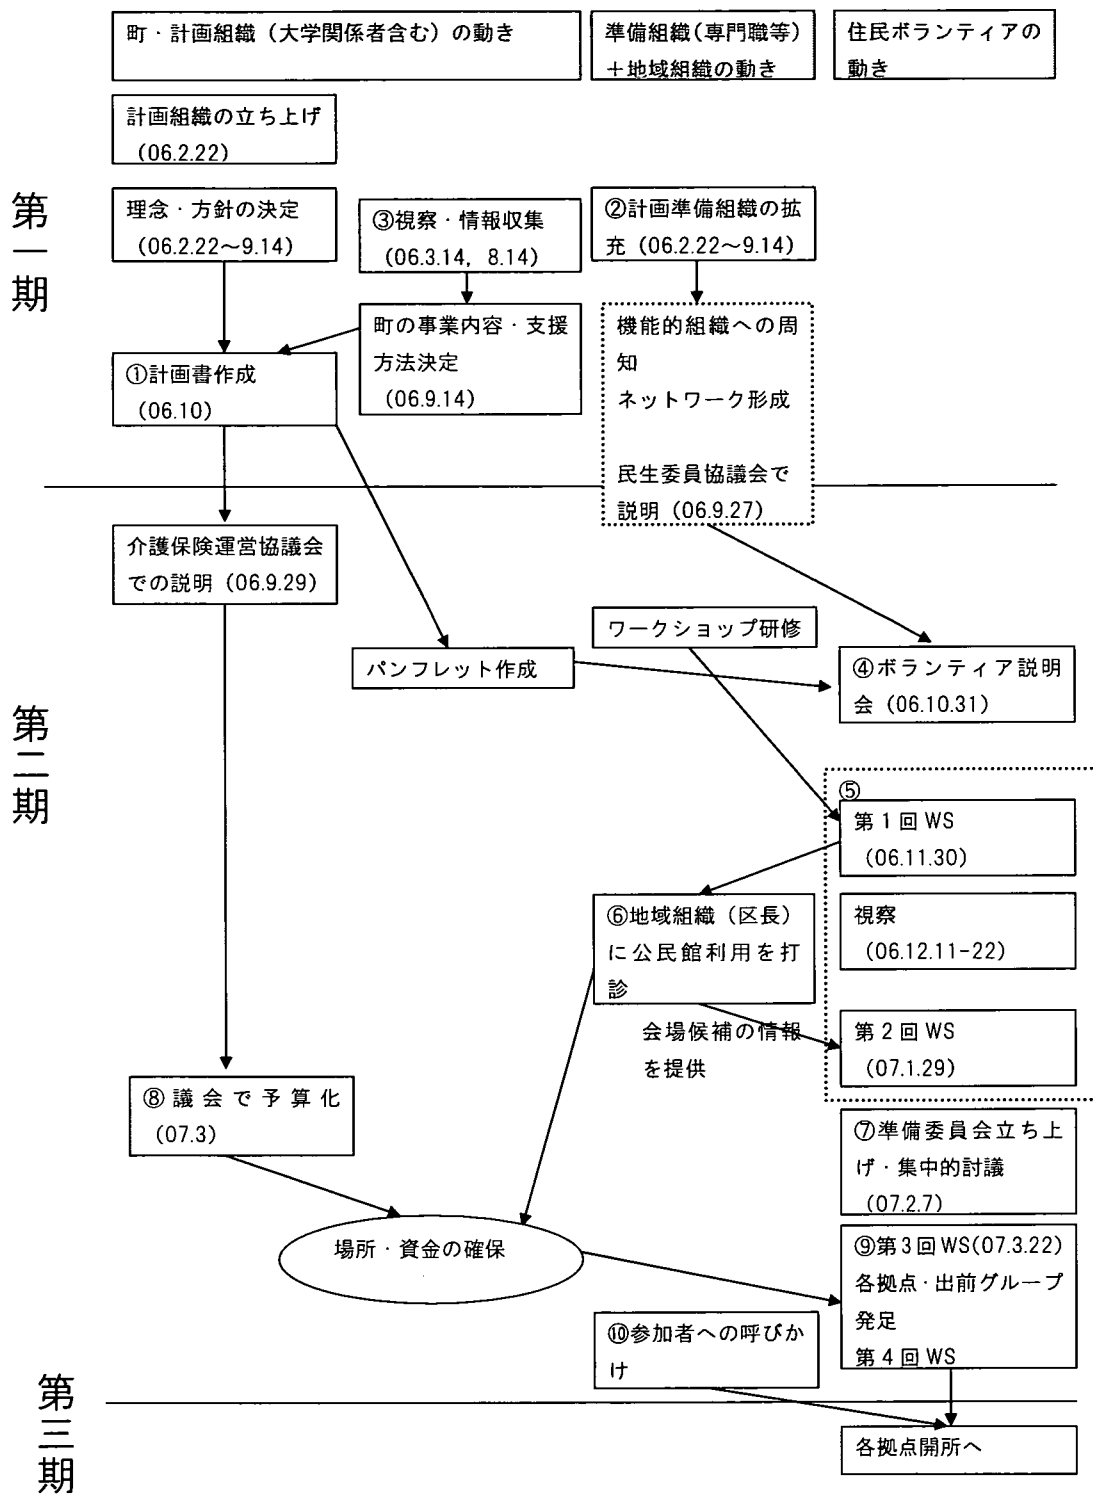 町・計画組織（大学関係者含む）の動き
準備組織（専門職等）
＋地域組織の動き
住民ボランティアの
動き
計画組織の立ち上げ
（06.2.22）
第一期
理念・方針の決定
（06.2.22～9.14）
③視察・情報収集
（06.3.14，8.14）
②計画準備組織の拡
充（06.2.22～9.14）
町の事業内容・支援
方法決定
（06.9.14）
機能的組織への周
知
ネットワーク形成
民生委員協議会で
説明（06.9.27）
①計画書作成
（06.10）
第二期
介護保険運営協議会
での説明（06.9.29）
ワークショップ研修
パンフレット作成
④ボランティア説明
会（06.10.31）
⑤
第１回 WS
（06.11.30）
⑥地域組織（区長）
に公民館利用を打
診
視察
（06.12.11-22）
会場候補の情報
を提供
第２回 WS
（07.1.29）
⑧議会で予算化
（07.3）
⑦準備委員会立ち上
げ・集中的討議
（07.2.7）
場所・資金の確保
⑨第３回 WS(07.3.22)
各拠点・出前グループ
発足
第４回 WS
⑩参加者への呼びか
け
第三期
各拠点開所へ